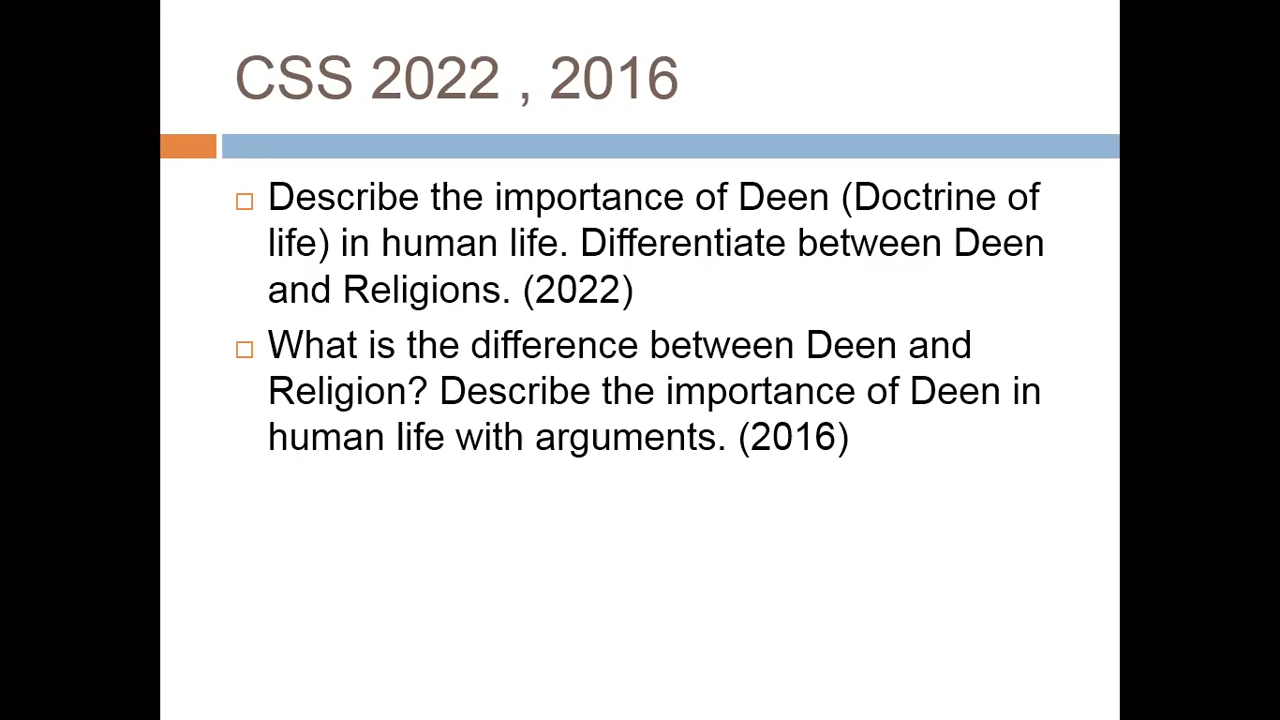 CSS 2022 , 2016
Describe the importance of Deen (Doctrine of
life) in human life. Differentiate between Deen
and Religions. (2022)
What is the difference between Deen and
Religion? Describe the importance of Deen in
human life with arguments. (2016)